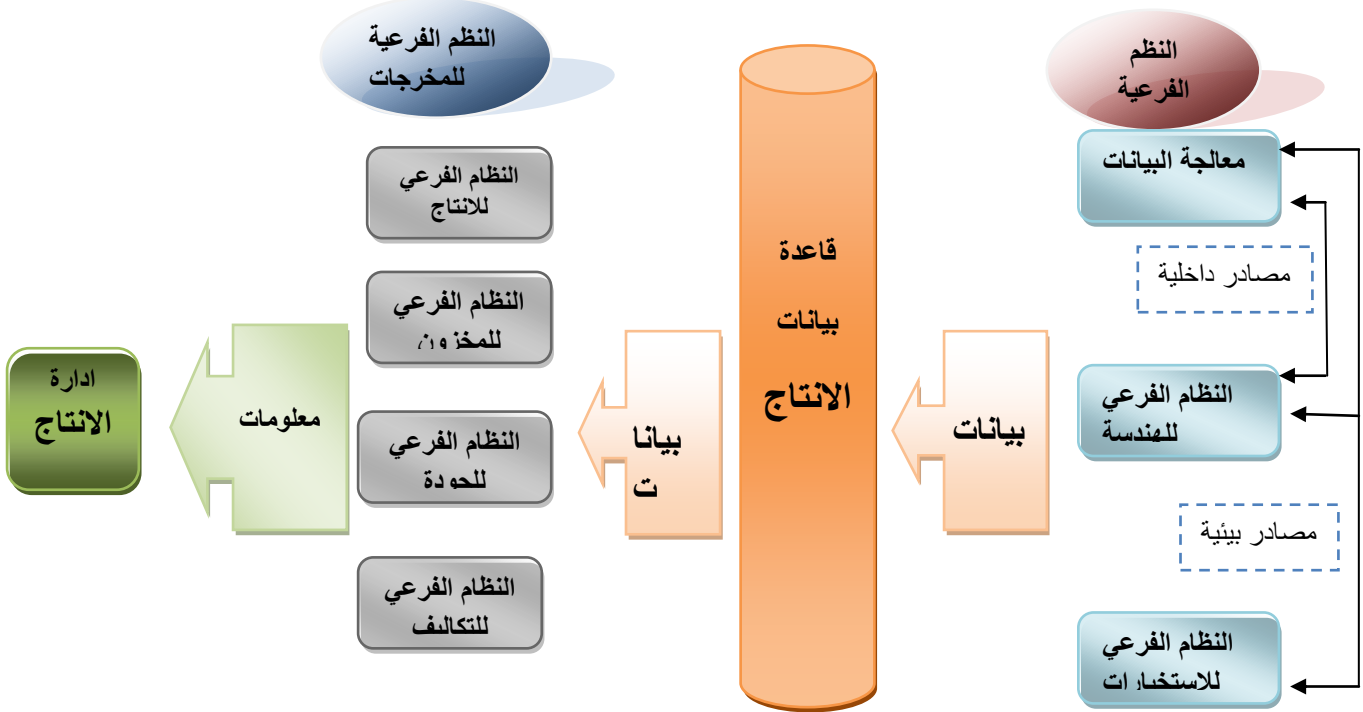 النظم
الفرعية
معالجة البيانات
مصادر داخلية
النظام الفرعي
للهندسة
مصادر بيئية
النظام الفرعي
للاستخبارات
بيانات
قاعدة
بيانات
الانتاج
بيانا
ت
النظم الفرعية
للمخرجات
النظام الفرعي
للانتاج
النظام الفرعي
للمخزون
النظام الفرعي
للجودة
النظام الفرعي
للتكاليف
معلومات
ادارة
الانتاج